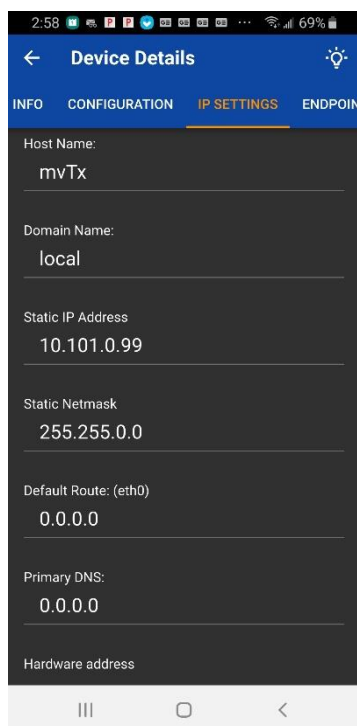 2:58 69%
Device Details
INFO CONFIGURATION IP SETTINGS ENDPOIN
Host Name:
mvTx
Domain Name:
local
Static IP Address
10.101.0.99
Static Netmask
255.255.0.0
Default Route: (eth0)
0.0.0.0
Primary DNS:
0.0.0.0
Hardware address